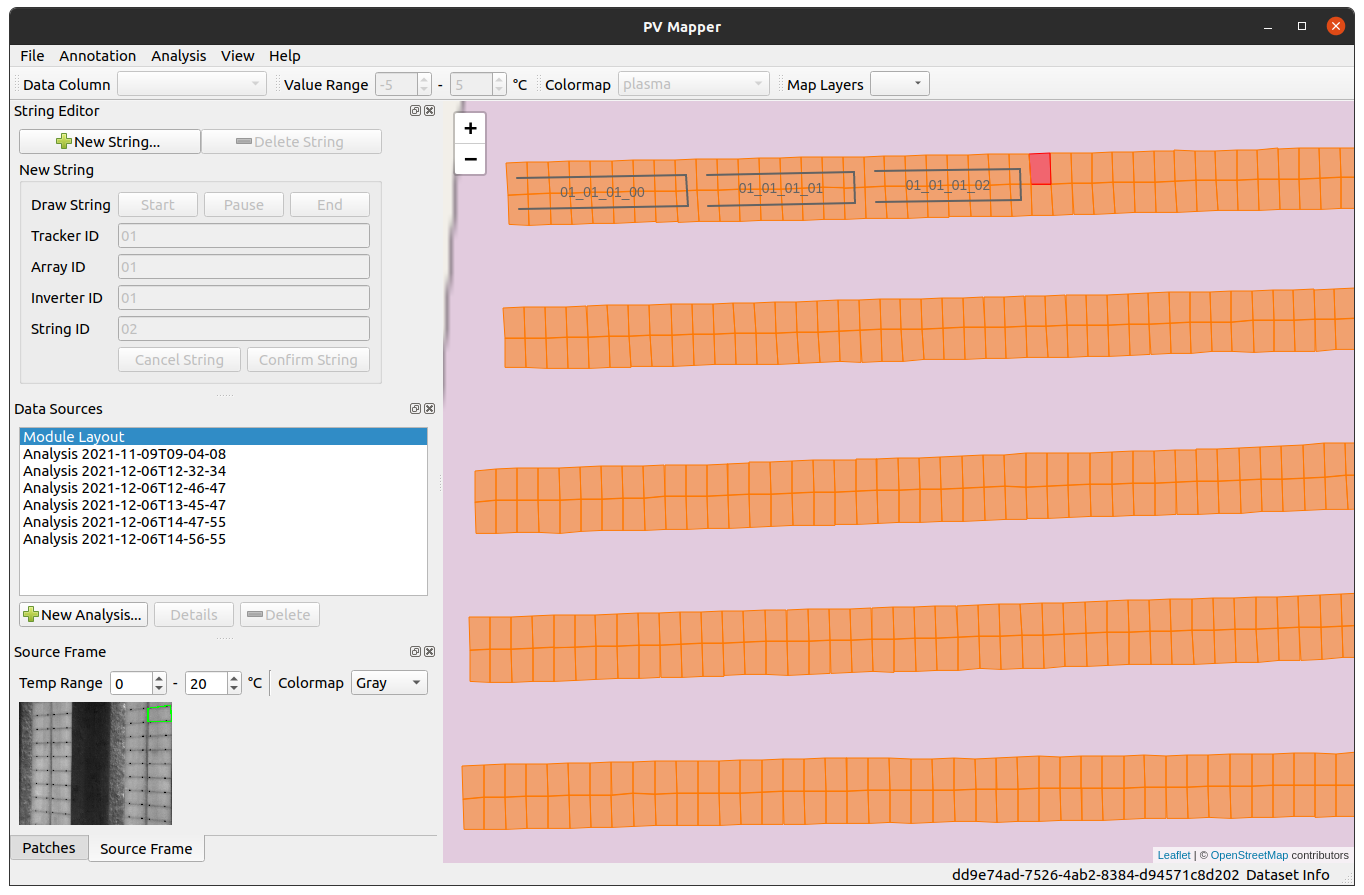 PV Mapper
File Annotation Analysis View Help
Data Column Value Range -5 - 5 °C Colormap plasma Map Layers
String Editor
New String... Delete String
New String
Draw String Start Pause End
Tracker ID 01
Array ID 01
Inverter ID 01
String ID 02
Cancel String Confirm String
Data Sources
Module Layout
Analysis 2021-11-09T09-04-08
Analysis 2021-12-06T12-32-34
Analysis 2021-12-06T12-46-47
Analysis 2021-12-06T13-45-47
Analysis 2021-12-06T14-47-55
Analysis 2021-12-06T14-56-55
New Analysis... Details Delete
Source Frame
Temp Range 0 - 20 °C Colormap Gray
Patches Source Frame
+
−
01_01_01_00 01_01_01_01 01_01_01_02
Leaflet | © OpenStreetMap contributors
dd9e74ad-7526-4ab2-8384-d94571c8d202 Dataset Info